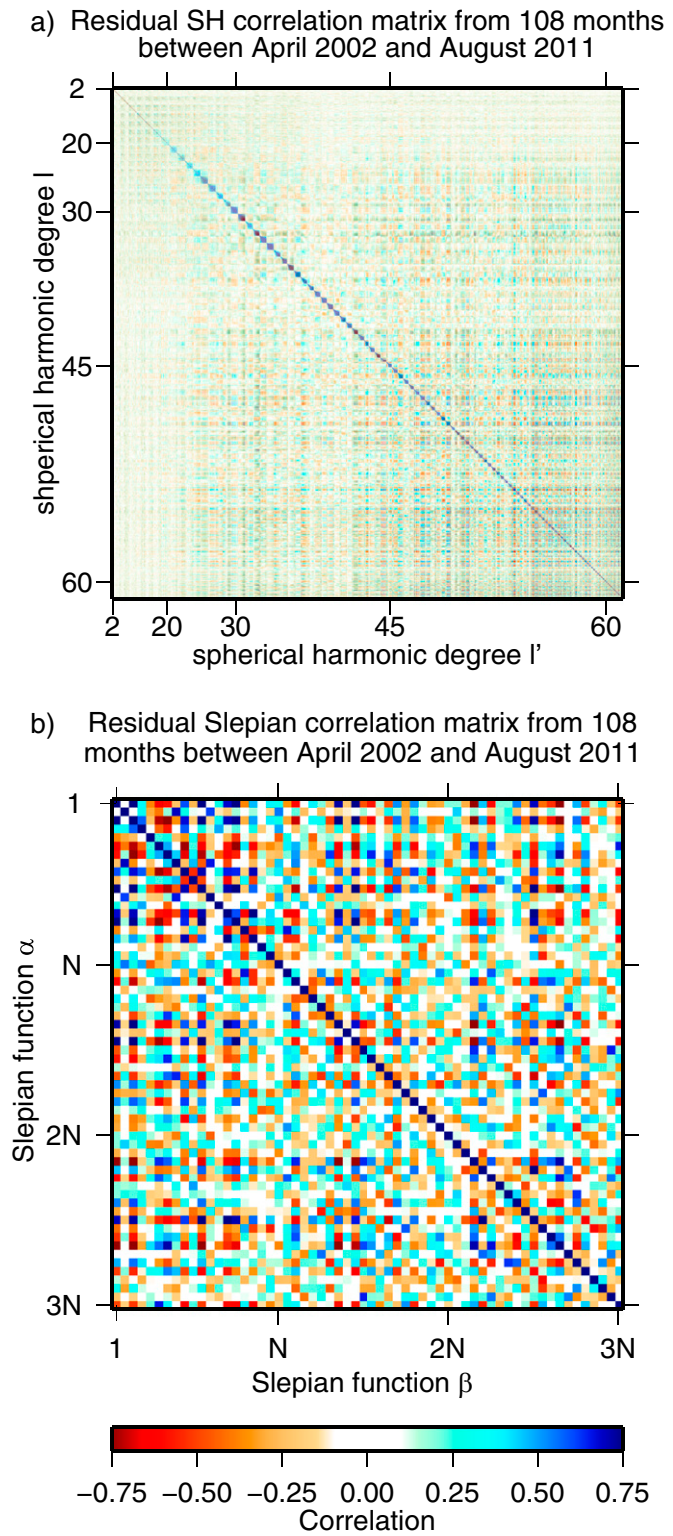 a) Residual SH correlation matrix from 108 months
between April 2002 and August 2011
2
20
30
45
60
shperical harmonic degree l
2 20 30 45 60
spherical harmonic degree l'
b) Residual Slepian correlation matrix from 108
months between April 2002 and August 2011
1
N
2N
3N
Slepian function α
1 N 2N 3N
Slepian function β
−0.75 −0.50 −0.25 0.00 0.25 0.50 0.75
Correlation